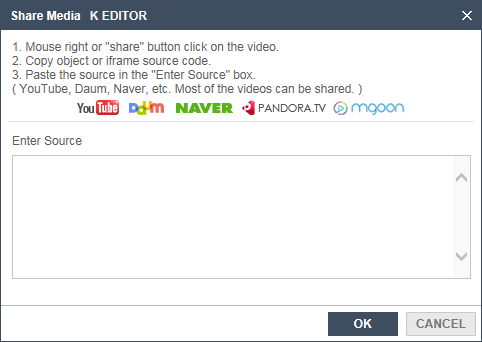 Share Media K EDITOR
1. Mouse right or "share" button click on the video.
2. Copy object or iframe source code.
3. Paste the source in the "Enter Source" box.
( YouTube, Daum, Naver, etc. Most of the videos can be shared. )
YouTube Daum NAVER PANDORA.TV mgoon
Enter Source
OK CANCEL